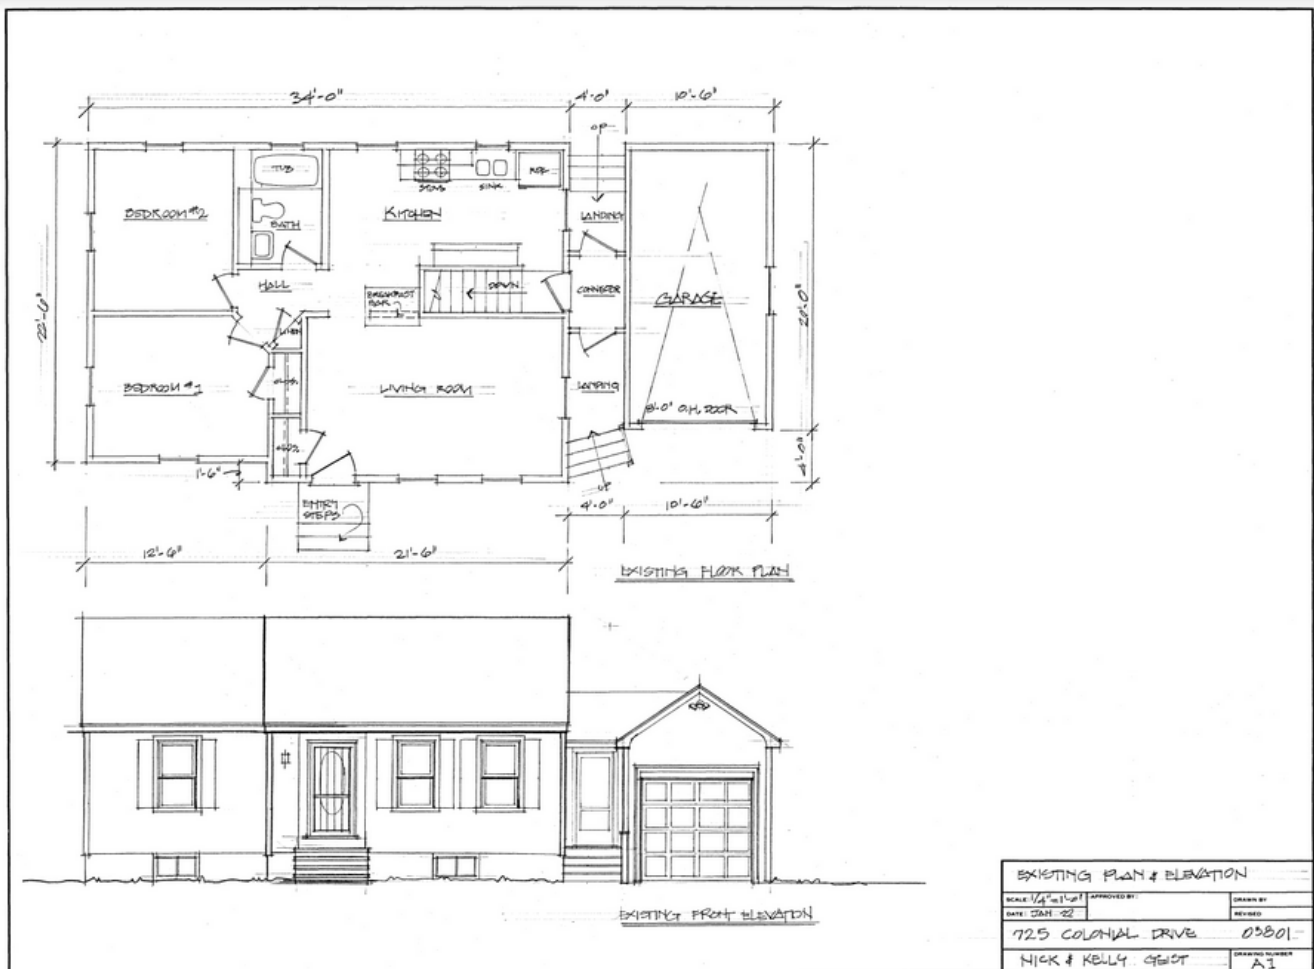 34'-0"
4'-0"
10'-6"
UP
TUB
STOVE
SINK
REF.
BEDROOM #2
BATH
KITCHEN
LANDING
HALL
BREAKFAST
BAR
DOWN
CONNECTOR
GARAGE
22'-6"
20'-0"
LINEN
BEDROOM #1
CLOS.
LIVING ROOM
LANDING
8'-0" O.H. DOOR
CLOS.
1'-6"
4'-0"
UP
ENTRY
STEPS
4'-0"
10'-6"
12'-6"
21'-6"
EXISTING FLOOR PLAN
EXISTING FRONT ELEVATION
EXISTING PLAN & ELEVATION
SCALE: 1/4"=1'-0"
APPROVED BY:
DRAWN BY
DATE: JAN 22
REVISED
725 COLONIAL DRIVE 03801
NICK & KELLY GEIST
DRAWING NUMBER
A1